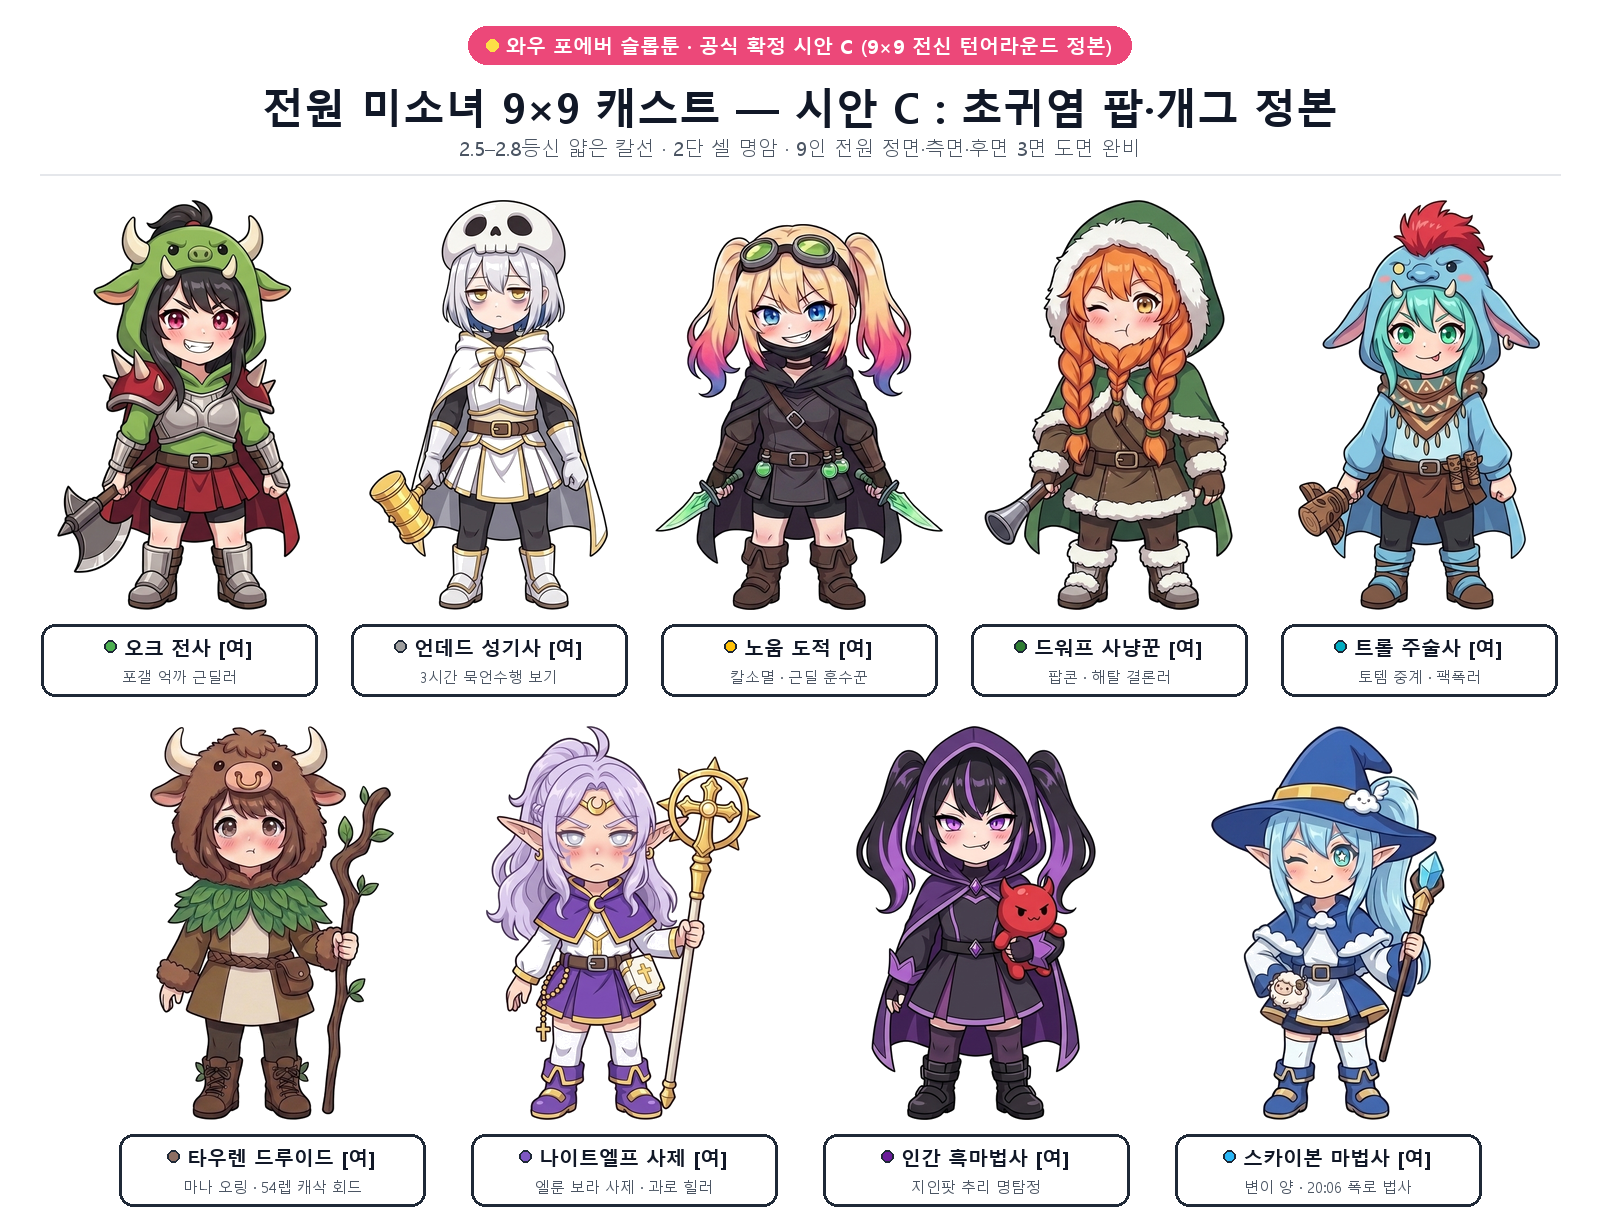 와우 포에버 슬롭툰 · 공식 확정 시안 C (9×9 전신 턴어라운드 정본)
전원 미소녀 9×9 캐스트 — 시안 C : 초귀염 팝·개그 정본
2.5–2.8등신 얇은 칼선 · 2단 셀 명암 · 9인 전원 정면·측면·후면 3면 도면 완비
오크 전사 [여]
포갤 억까 근딜러
언데드 성기사 [여]
3시간 묵언수행 보기
노움 도적 [여]
칼소멸 · 근딜 훈수꾼
드워프 사냥꾼 [여]
팝콘 · 해탈 결론러
트롤 주술사 [여]
토템 중계 · 팩폭러
타우렌 드루이드 [여]
마나 오링 · 54렙 캐삭 회드
나이트엘프 사제 [여]
엘룬 보라 사제 · 과로 힐러
인간 흑마법사 [여]
지인팟 추리 명탐정
스카이본 마법사 [여]
변이 양 · 20:06 폭로 법사